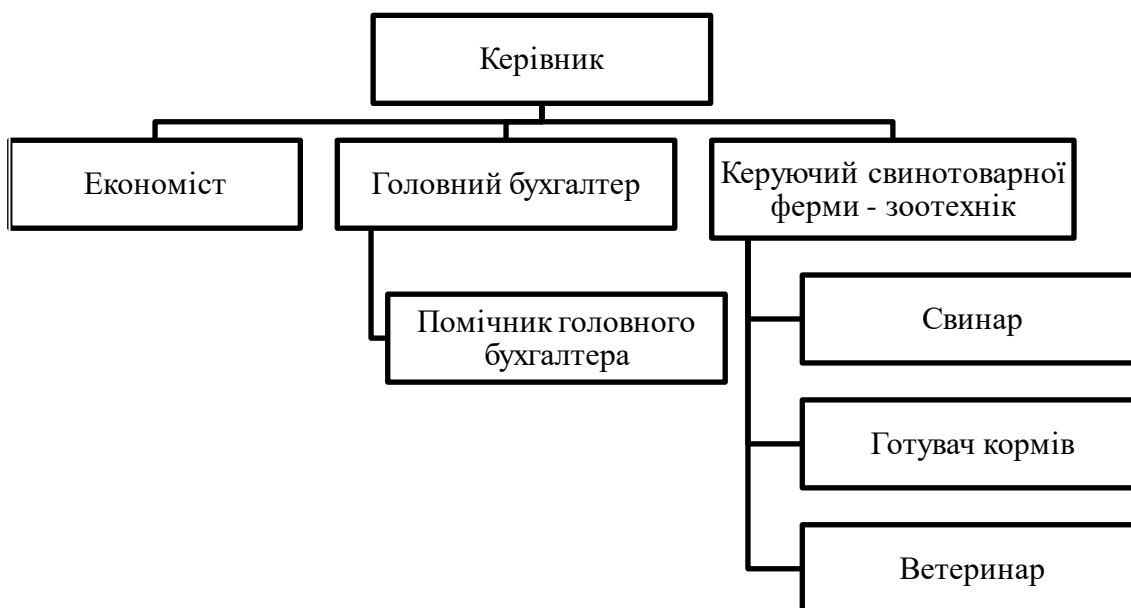 Керівник
Економіст
Головний бухгалтер
Керуючий свинотоварної
ферми - зоотехнік
Помічник головного
бухгалтера
Свинар
Готувач кормів
Ветеринар